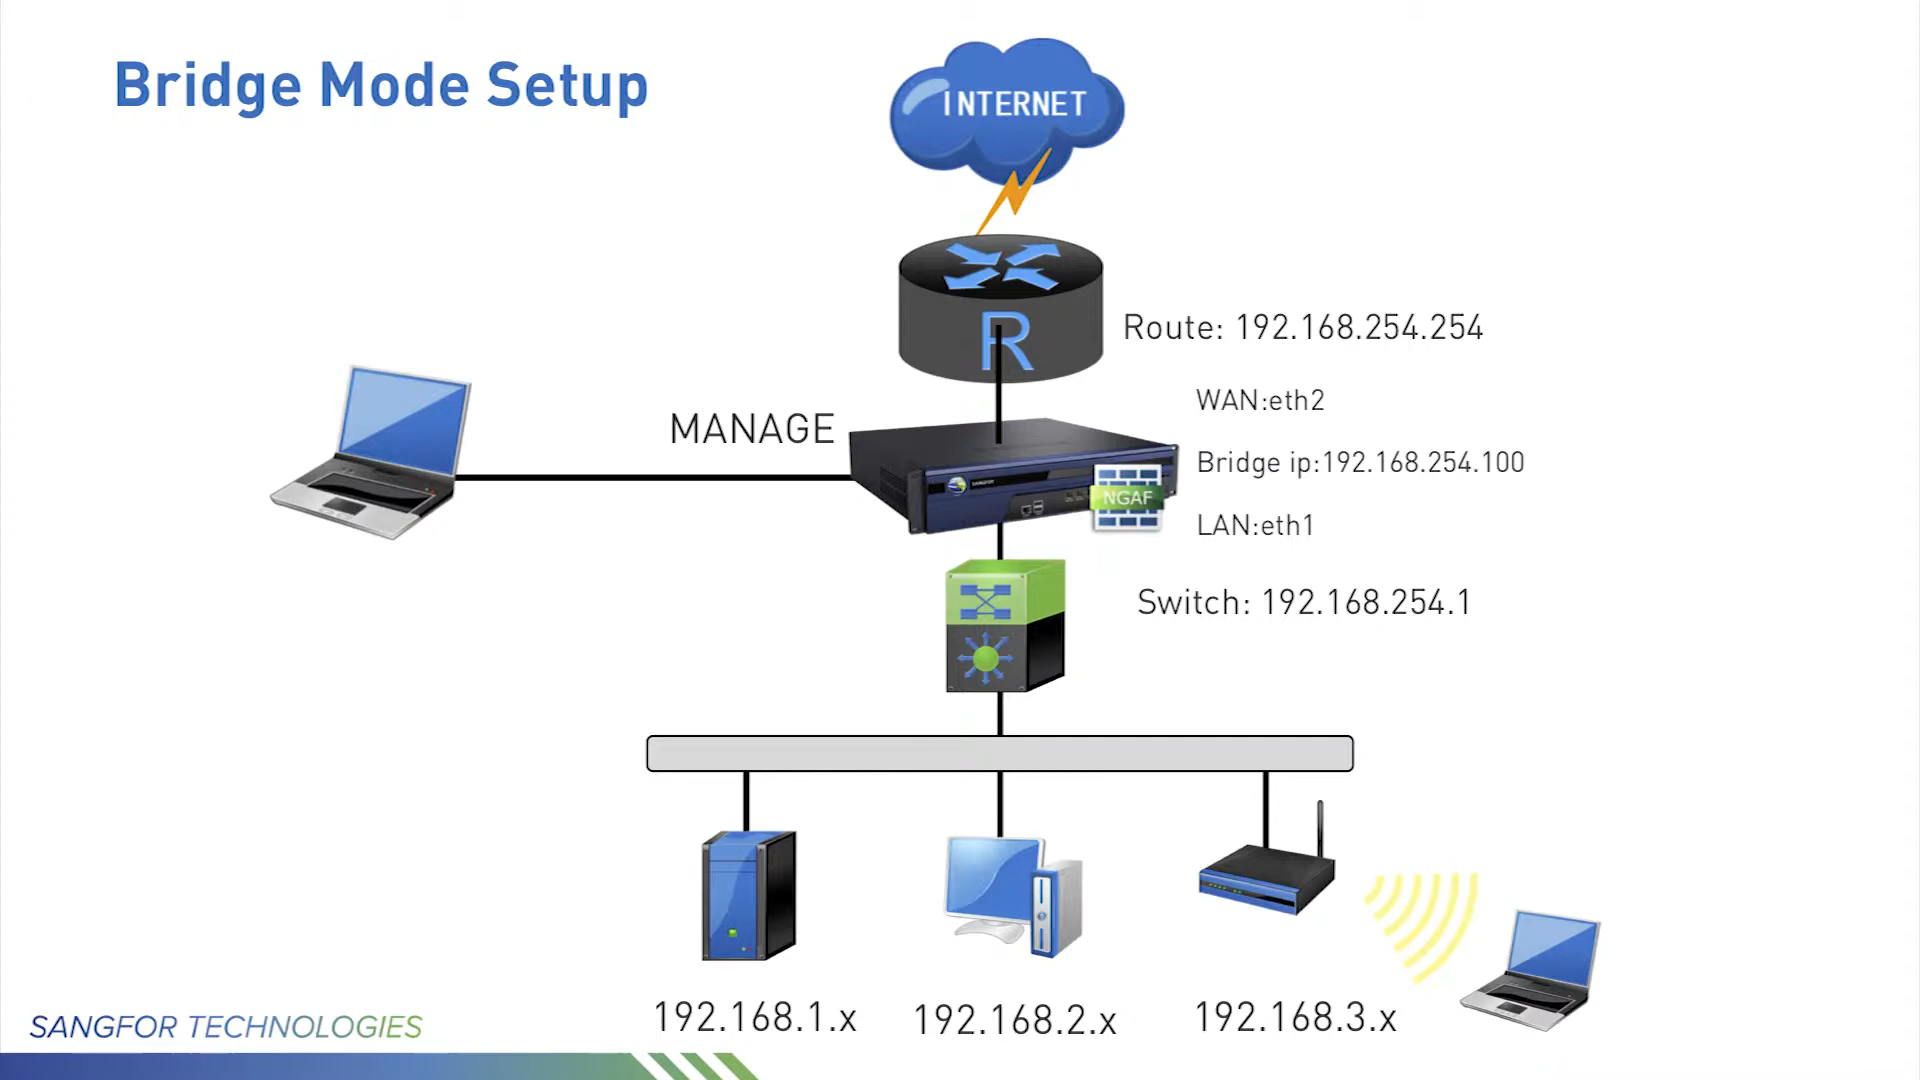 Bridge Mode Setup
INTERNET
R
Route: 192.168.254.254
WAN:eth2
MANAGE
Bridge ip:192.168.254.100
SANGFOR
NGAF
LAN:eth1
Switch: 192.168.254.1
192.168.1.x
192.168.2.x
192.168.3.x
SANGFOR TECHNOLOGIES